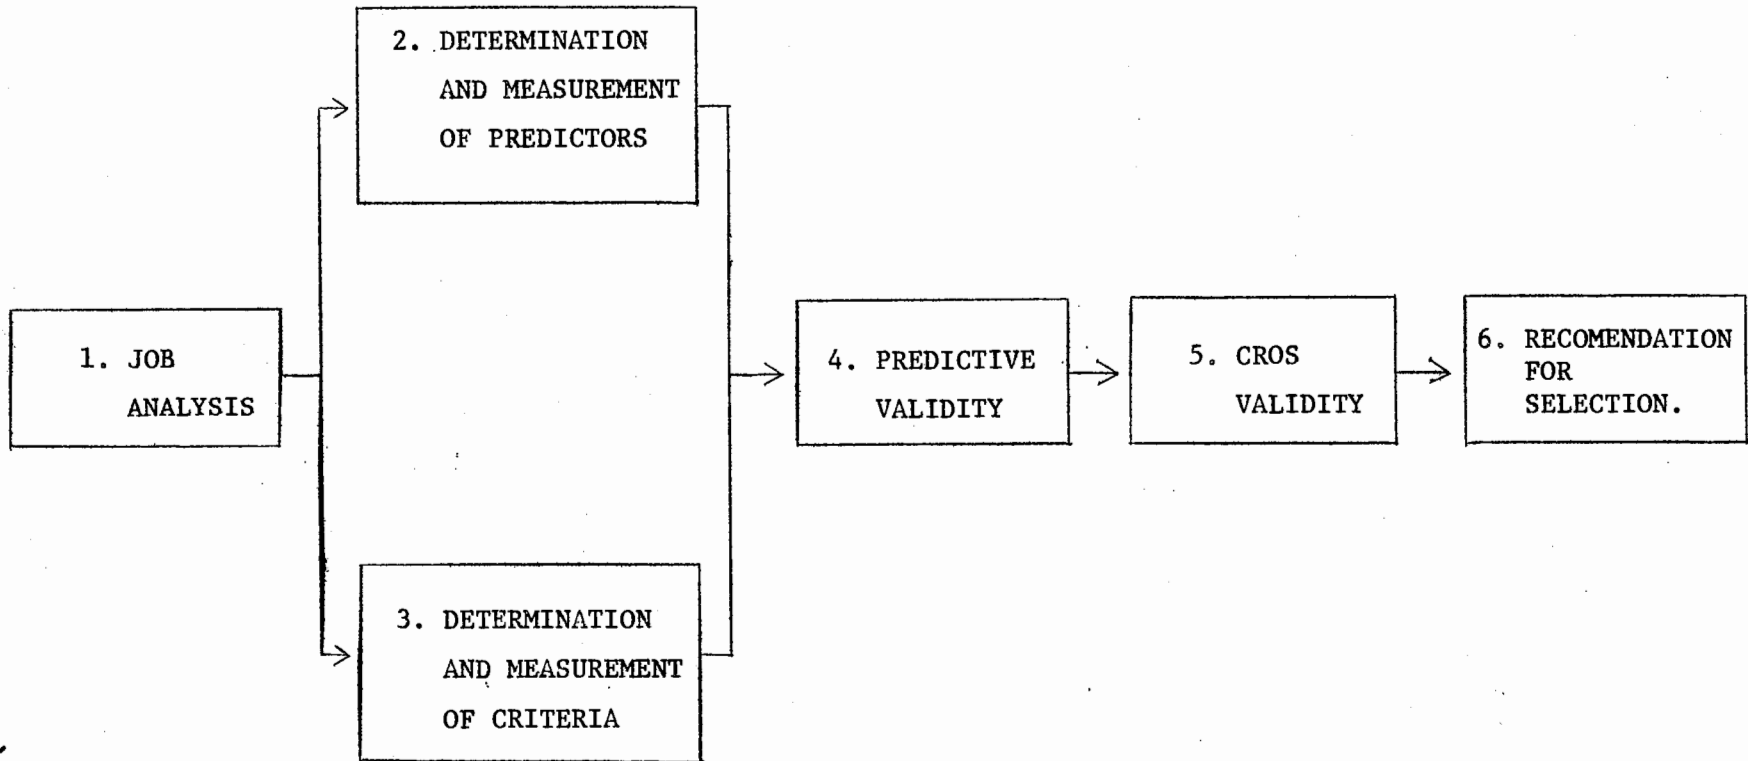 1. JOB
ANALYSIS
2. DETERMINATION
AND MEASUREMENT
OF PREDICTORS
3. DETERMINATION
AND MEASUREMENT
OF CRITERIA
4. PREDICTIVE
VALIDITY
5. CROS
VALIDITY
6. RECOMENDATION
FOR
SELECTION.